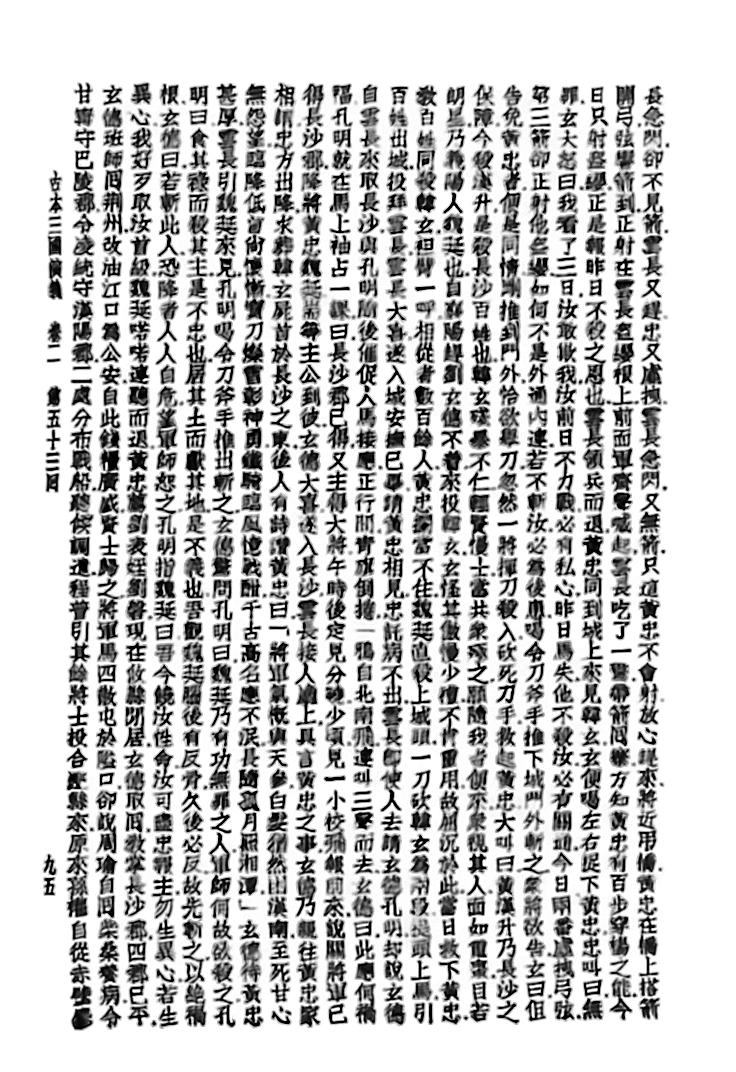 長急閃卻不見箭雲長又趕忠又虛拽雲長急閃又無箭只道黃忠不會射放心趕來將近用橋黃忠在橋上搭箭
開弓弦響箭到正射在雲長盔纓根上前面軍齊聲喊起雲長吃了一驚帶箭囘寨方知黃忠有百步穿楊之能今
日只射盔纓正是報昨日不殺之恩也雲長領兵而退黃忠囘到城上來見韓玄玄便喝左右捉下黃忠忠叫曰無
罪玄大怒曰我看了三日汝敢欺我汝前日不力戰必有私心昨日馬失他不殺汝必有關通今日兩番虛拽弓弦
第三箭卻正射他盔纓如何不是外通內連若不斬汝必為後患喝令刀斧手推下城門外斬之眾將欲告玄曰但
告免黃忠者便是同情剛推到門外恰欲舉刀忽然一將揮刀殺入砍死刀手救起黃忠大叫曰黃漢升乃長沙之
保障今殺漢升是殺長沙百姓也韓玄殘暴不仁輕賢慢士當共眾殛之願隨我者便來眾視其人面如重棗目若
朗星乃義陽人魏延也自襄陽趕劉玄德不著來投韓玄玄怪其傲慢少禮不肯重用故屈沉於此當日救下黃忠
教百姓同殺韓玄袒臂一呼相從者數百餘人黃忠攔當不住魏延直殺上城頭一刀砍韓玄為兩段提頭上馬引
百姓出城投拜雲長雲長大喜遂入城安撫已畢請黃忠相見忠託病不出雲長即使人去請玄德孔明却說玄德
自雲長來取長沙與孔明隨後催促人馬接應正行間青旗倒捲一鴉自北南飛連叫三聲而去玄德曰此應何禍
福孔明就在馬上袖占一課曰長沙郡已得又主得大將午時後定見分曉少頃見一小校飛報前來說關將軍已
得長沙郡降將黃忠魏延耑等主公到彼玄德大喜遂入長沙雲長接入廳上具言黃忠之事玄德乃親往黃忠家
相請忠方出降求葬韓玄屍首於長沙之東後人有詩讚黃忠曰「將軍氣概與天參白髮猶然困漢南至死甘心
無怨望臨降低首尚懷慚寶刀燦雪彰神勇鐵騎臨風憶戰酣千古高名應不泯長隨孤月照湘潭」玄德待黃忠
甚厚雲長引魏延來見孔明喝令刀斧手推出斬之玄德驚問孔明曰魏延乃有功無罪之人軍師何故欲殺之孔
明曰食其祿而殺其主是不忠也居其土而獻其地是不義也吾觀魏延腦後有反骨久後必反故先斬之以絕禍
根玄德曰若斬此人恐降者人人自危望軍師恕之孔明指魏延曰吾今饒汝性命汝可盡忠報主勿生異心若生
異心我好歹取汝首級魏延喏喏連聲而退黃忠薦劉表姪劉磐現在攸縣閒居玄德取囘教掌長沙郡四郡已平
玄德班師囘荆州改油江口為公安自此錢糧廣盛賢士歸之將軍馬四散屯於隘口卻說周瑜自囘柴桑養病令
甘寧守巴陵郡令凌統守漢陽郡二處分布戰船聽候調遣程普引其餘將士投合淝縣來原來孫權自從赤壁鏖
古本三國演義　卷二　第五十三囘
九五